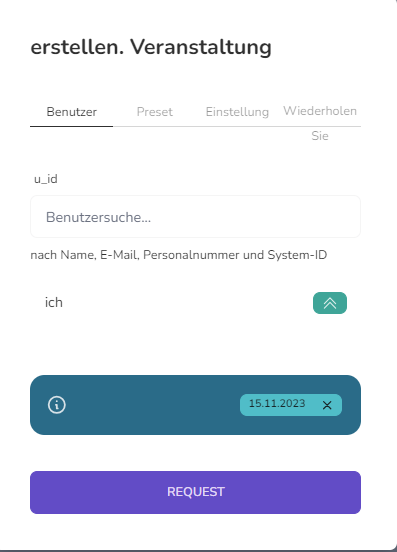 erstellen. Veranstaltung
Benutzer Preset Einstellung Wiederholen
Sie
u_id
Benutzersuche...
nach Name, E-Mail, Personalnummer und System-ID
ich
15.11.2023
REQUEST